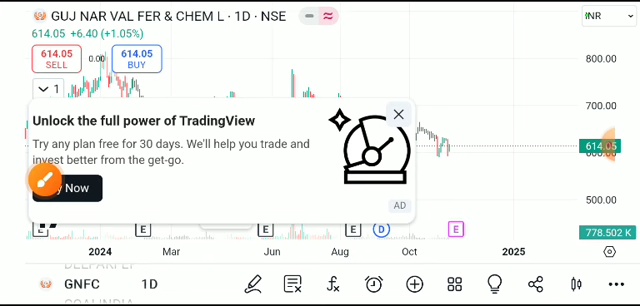 GUJ NAR VAL FER & CHEM L · 1D · NSE
INR
614.05 +6.40 (+1.05%)
614.05
SELL
0.00
614.05
BUY
800.00
1
700.00
Unlock the full power of TradingView
Try any plan free for 30 days. We'll help you trade and
invest better from the get-go.
614.05
Now
AD
500.00
E
E
E
D
E
778.502 K
2024
Mar
Jun
Aug
Oct
2025
GNFC
1D